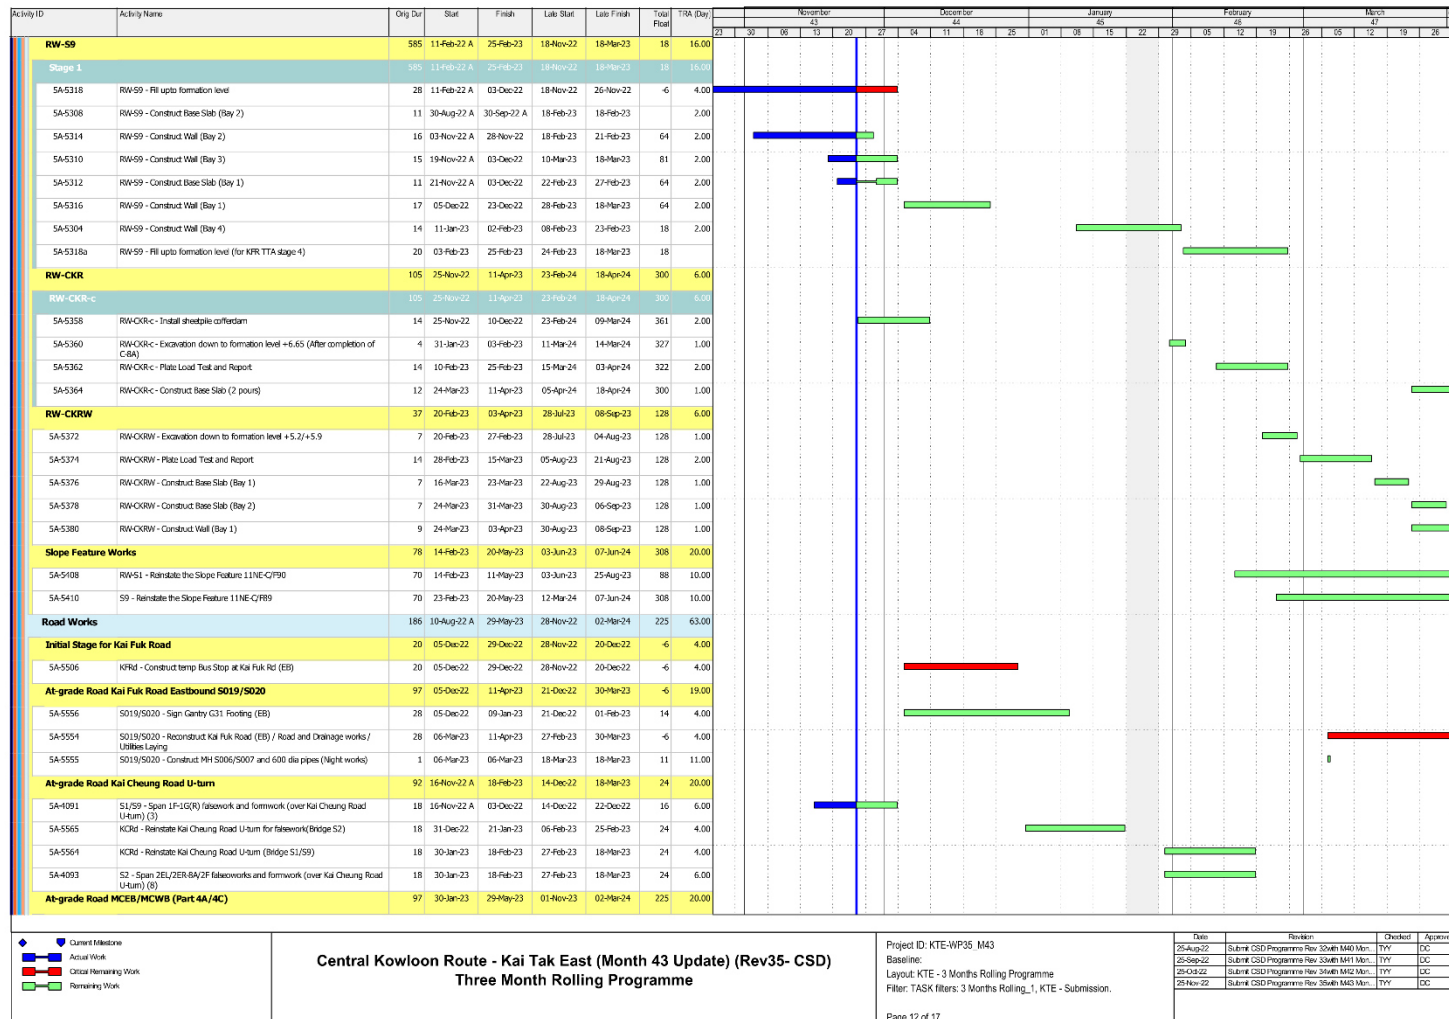 Activity ID Activity Name Orig Dur Start Finish Late Start Late Finish Total Float TRA (Day) November December January February March
43 44 45 46 47
23 30 06 13 20 27 04 11 18 25 01 08 15 22 29 05 12 19 26 05 12 19 26
RW-S9 585 11-Feb-22 A 25-Feb-23 18-Nov-22 18-Mar-23 18 16.00
Stage 1 585 11-Feb-22 A 25-Feb-23 18-Nov-22 18-Mar-23 18 16.00
5A-5318 RW-S9 - Fill upto formation level 28 11-Feb-22 A 03-Dec-22 18-Nov-22 26-Nov-22 -6 4.00
5A-5308 RW-S9 - Construct Base Slab (Bay 2) 11 30-Aug-22 A 30-Sep-22 A 18-Feb-23 18-Feb-23 2.00
5A-5314 RW-S9 - Construct Wall (Bay 2) 16 03-Nov-22 A 28-Nov-22 18-Feb-23 21-Feb-23 64 2.00
5A-5310 RW-S9 - Construct Wall (Bay 3) 15 19-Nov-22 A 03-Dec-22 10-Mar-23 18-Mar-23 81 2.00
5A-5312 RW-S9 - Construct Base Slab (Bay 1) 11 21-Nov-22 A 03-Dec-22 22-Feb-23 27-Feb-23 64 2.00
5A-5316 RW-S9 - Construct Wall (Bay 1) 17 05-Dec-22 23-Dec-22 28-Feb-23 18-Mar-23 64 2.00
5A-5304 RW-S9 - Construct Wall (Bay 4) 14 11-Jan-23 02-Feb-23 08-Feb-23 23-Feb-23 18 2.00
5A-5318a RW-S9 - Fill upto formation level (for KFR TTA stage 4) 20 03-Feb-23 25-Feb-23 24-Feb-23 18-Mar-23 18
RW-CKR 105 25-Nov-22 11-Apr-23 23-Feb-24 18-Apr-24 300 6.00
RW-CKR-c 105 25-Nov-22 11-Apr-23 23-Feb-24 18-Apr-24 300 6.00
5A-5358 RW-CKR-c - Install sheetpile cofferdam 14 25-Nov-22 10-Dec-22 23-Feb-24 09-Mar-24 361 2.00
5A-5360 RW-CKR-c - Excavation down to formation level +6.65 (After completion of C-8A) 4 31-Jan-23 03-Feb-23 11-Mar-24 14-Mar-24 327 1.00
5A-5362 RW-CKR-c - Plate Load Test and Report 14 10-Feb-23 25-Feb-23 15-Mar-24 03-Apr-24 322 2.00
5A-5364 RW-CKR-c - Construct Base Slab (2 pours) 12 24-Mar-23 11-Apr-23 05-Apr-24 18-Apr-24 300 1.00
RW-CKRW 37 20-Feb-23 03-Apr-23 28-Jul-23 08-Sep-23 128 6.00
5A-5372 RW-CKRW - Excavation down to formation level +5.2/+5.9 7 20-Feb-23 27-Feb-23 28-Jul-23 04-Aug-23 128 1.00
5A-5374 RW-CKRW - Plate Load Test and Report 14 28-Feb-23 15-Mar-23 05-Aug-23 21-Aug-23 128 2.00
5A-5376 RW-CKRW - Construct Base Slab (Bay 1) 7 16-Mar-23 23-Mar-23 22-Aug-23 29-Aug-23 128 1.00
5A-5378 RW-CKRW - Construct Base Slab (Bay 2) 7 24-Mar-23 31-Mar-23 30-Aug-23 06-Sep-23 128 1.00
5A-5380 RW-CKRW - Construct Wall (Bay 1) 9 24-Mar-23 03-Apr-23 30-Aug-23 08-Sep-23 128 1.00
Slope Feature Works 78 14-Feb-23 20-May-23 03-Jun-23 07-Jun-24 308 20.00
5A-5408 RW-S1 - Reinstate the Slope Feature 11NE-C/F90 70 14-Feb-23 11-May-23 03-Jun-23 25-Aug-23 88 10.00
5A-5410 S9 - Reinstate the Slope Feature 11NE-C/F89 70 23-Feb-23 20-May-23 12-Mar-24 07-Jun-24 308 10.00
Road Works 186 10-Aug-22 A 29-May-23 28-Nov-22 02-Mar-24 225 63.00
Initial Stage for Kai Fuk Road 20 05-Dec-22 29-Dec-22 28-Nov-22 20-Dec-22 -6 4.00
5A-5506 KFRd - Construct temp Bus Stop at Kai Fuk Rd (EB) 20 05-Dec-22 29-Dec-22 28-Nov-22 20-Dec-22 -6 4.00
At-grade Road Kai Fuk Road Eastbound S019/S020 97 05-Dec-22 11-Apr-23 21-Dec-22 30-Mar-23 -6 19.00
5A-5556 S019/S020 - Sign Gantry G31 Footing (EB) 28 05-Dec-22 09-Jan-23 21-Dec-22 01-Feb-23 14 4.00
5A-5554 S019/S020 - Reconstruct Kai Fuk Road (EB) / Road and Drainage works / Utilities Laying 28 06-Mar-23 11-Apr-23 27-Feb-23 30-Mar-23 -6 4.00
5A-5555 S019/S020 - Construct MH S006/S007 and 600 dia pipes (Night works) 1 06-Mar-23 06-Mar-23 18-Mar-23 18-Mar-23 11 11.00
At-grade Road Kai Cheung Road U-turn 92 16-Nov-22 A 18-Feb-23 14-Dec-22 18-Mar-23 24 20.00
5A-4091 S1/S9 - Span 1F-1G(R) falsework and formwork (over Kai Cheung Road U-turn) (3) 18 16-Nov-22 A 03-Dec-22 14-Dec-22 22-Dec-22 16 6.00
5A-5565 KCRd - Reinstate Kai Cheung Road U-turn for falsework(Bridge S2) 18 31-Dec-22 21-Jan-23 06-Feb-23 25-Feb-23 24 4.00
5A-5564 KCRd - Reinstate Kai Cheung Road U-turn (Bridge S1/S9) 18 30-Jan-23 18-Feb-23 27-Feb-23 18-Mar-23 24 4.00
5A-4093 S2 - Span 2EL/2ER-8A/2F falseworks and formwork (over Kai Cheung Road U-turn) (8) 18 30-Jan-23 18-Feb-23 27-Feb-23 18-Mar-23 24 6.00
At-grade Road MCEB/MCWB (Part 4A/4C) 97 30-Jan-23 29-May-23 01-Nov-23 02-Mar-24 225 20.00
Current Milestone
Actual Work
Critical Remaining Work
Remaining Work
Central Kowloon Route - Kai Tak East (Month 43 Update) (Rev35- CSD)
Three Month Rolling Programme
Project ID: KTE-WP35_M43
Baseline:
Layout: KTE - 3 Months Rolling Programme
Filter: TASK filters: 3 Months Rolling_1, KTE - Submission.
Page 12 of 17
Date Revision Checked Approve
25-Aug-22 Submit CSD Programme Rev 32with M40 Mon... TYY DC
25-Sep-22 Submit CSD Programme Rev 33with M41 Mon... TYY DC
25-Oct-22 Submit CSD Programme Rev 34with M42 Mon... TYY DC
25-Nov-22 Submit CSD Programme Rev 35with M43 Mon... TYY DC